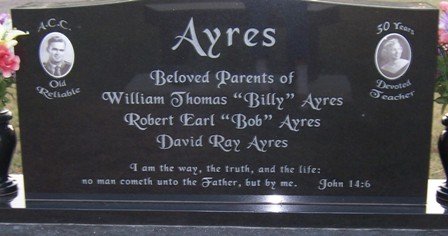 A.C.C.
Old
Reliable
Ayres
50 Years
Devoted
Teacher
Beloved Parents of
William Thomas “Billy” Ayres
Robert Earl “Bob” Ayres
David Ray Ayres
I am the way, the truth, and the life:
no man cometh unto the Father, but by me. John 14:6